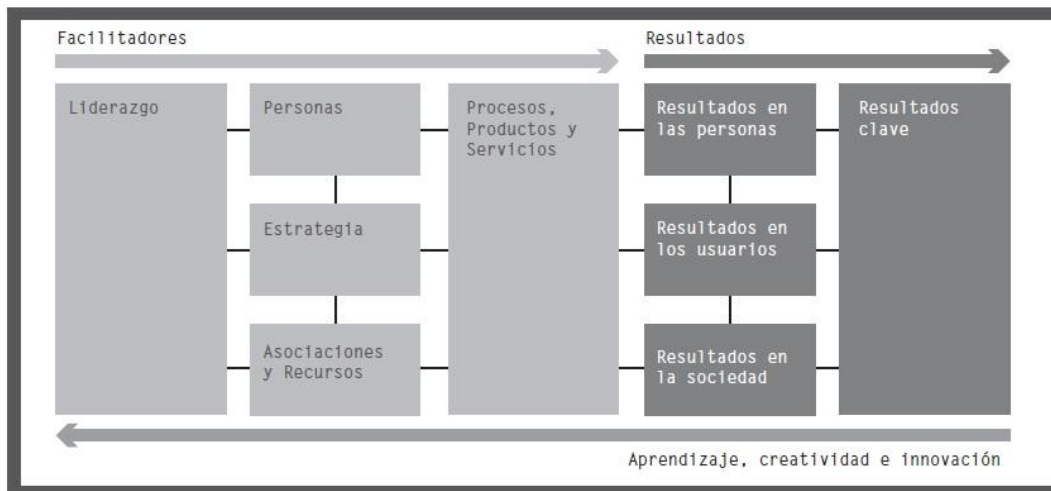 Facilitadores
Resultados
Liderazgo
Personas
Procesos,
Productos y
Servicios
Resultados en
las personas
Resultados
clave
Estrategia
Resultados en
los usuarios
Asociaciones
y Recursos
Resultados en
la sociedad
Aprendizaje, creatividad e innovación